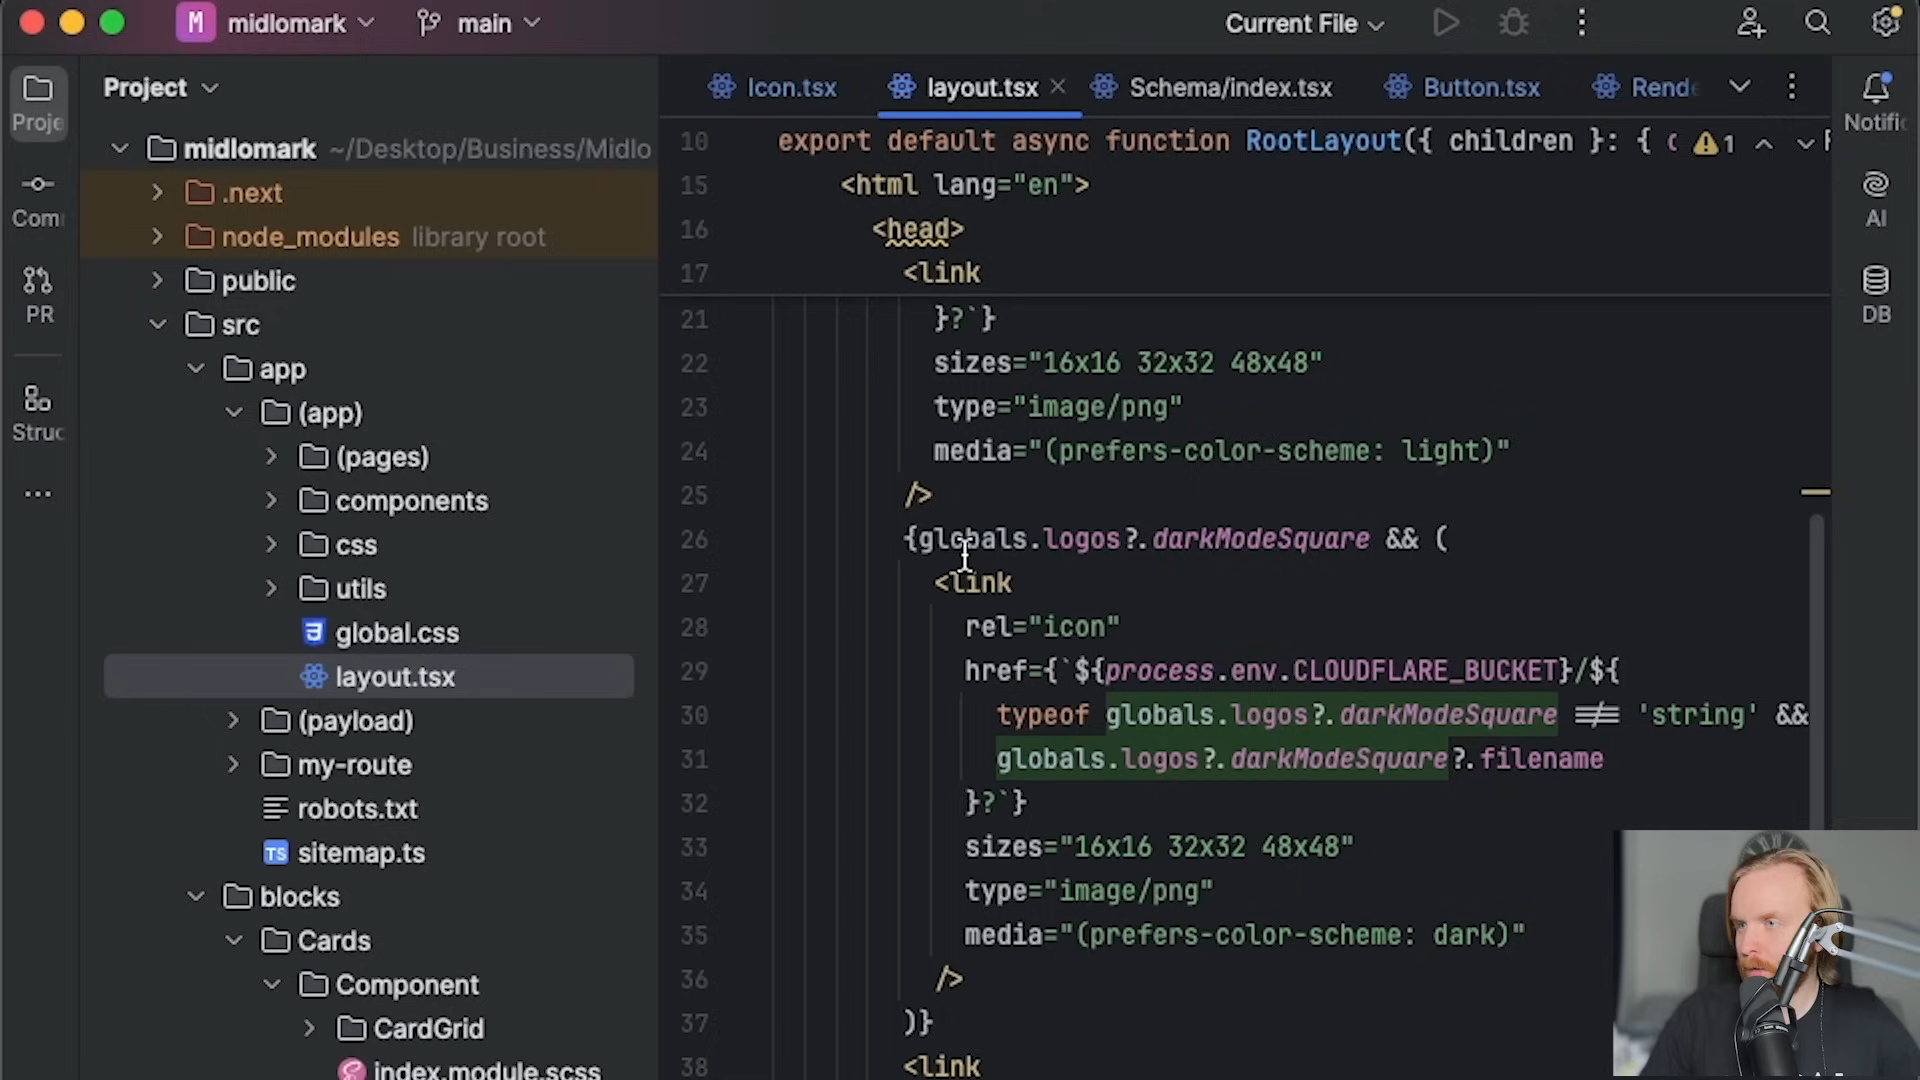 M midlomark main Current File
Proje
Com
PR
Struc
Project
midlomark ~/Desktop/Business/Midlo
.next
node_modules library root
public
src
app
(app)
(pages)
components
css
utils
global.css
layout.tsx
(payload)
my-route
robots.txt
TS sitemap.ts
blocks
Cards
Component
CardGrid
index.module.scss
Icon.tsx layout.tsx Schema/index.tsx Button.tsx Rende
10 export default async function RootLayout({ children }: { 1
15 <html lang="en">
16 <head>
17 <link
21 }?`}
22 sizes="16x16 32x32 48x48"
23 type="image/png"
24 media="(prefers-color-scheme: light)"
25 />
26 {globals.logos?.darkModeSquare && (
27 <link
28 rel="icon"
29 href={`${process.env.CLOUDFLARE_BUCKET}/${
30 typeof globals.logos?.darkModeSquare !== 'string' &&
31 globals.logos?.darkModeSquare?.filename
32 }?`}
33 sizes="16x16 32x32 48x48"
34 type="image/png"
35 media="(prefers-color-scheme: dark)"
36 />
37 )}
38 <link
Notific
AI
DB